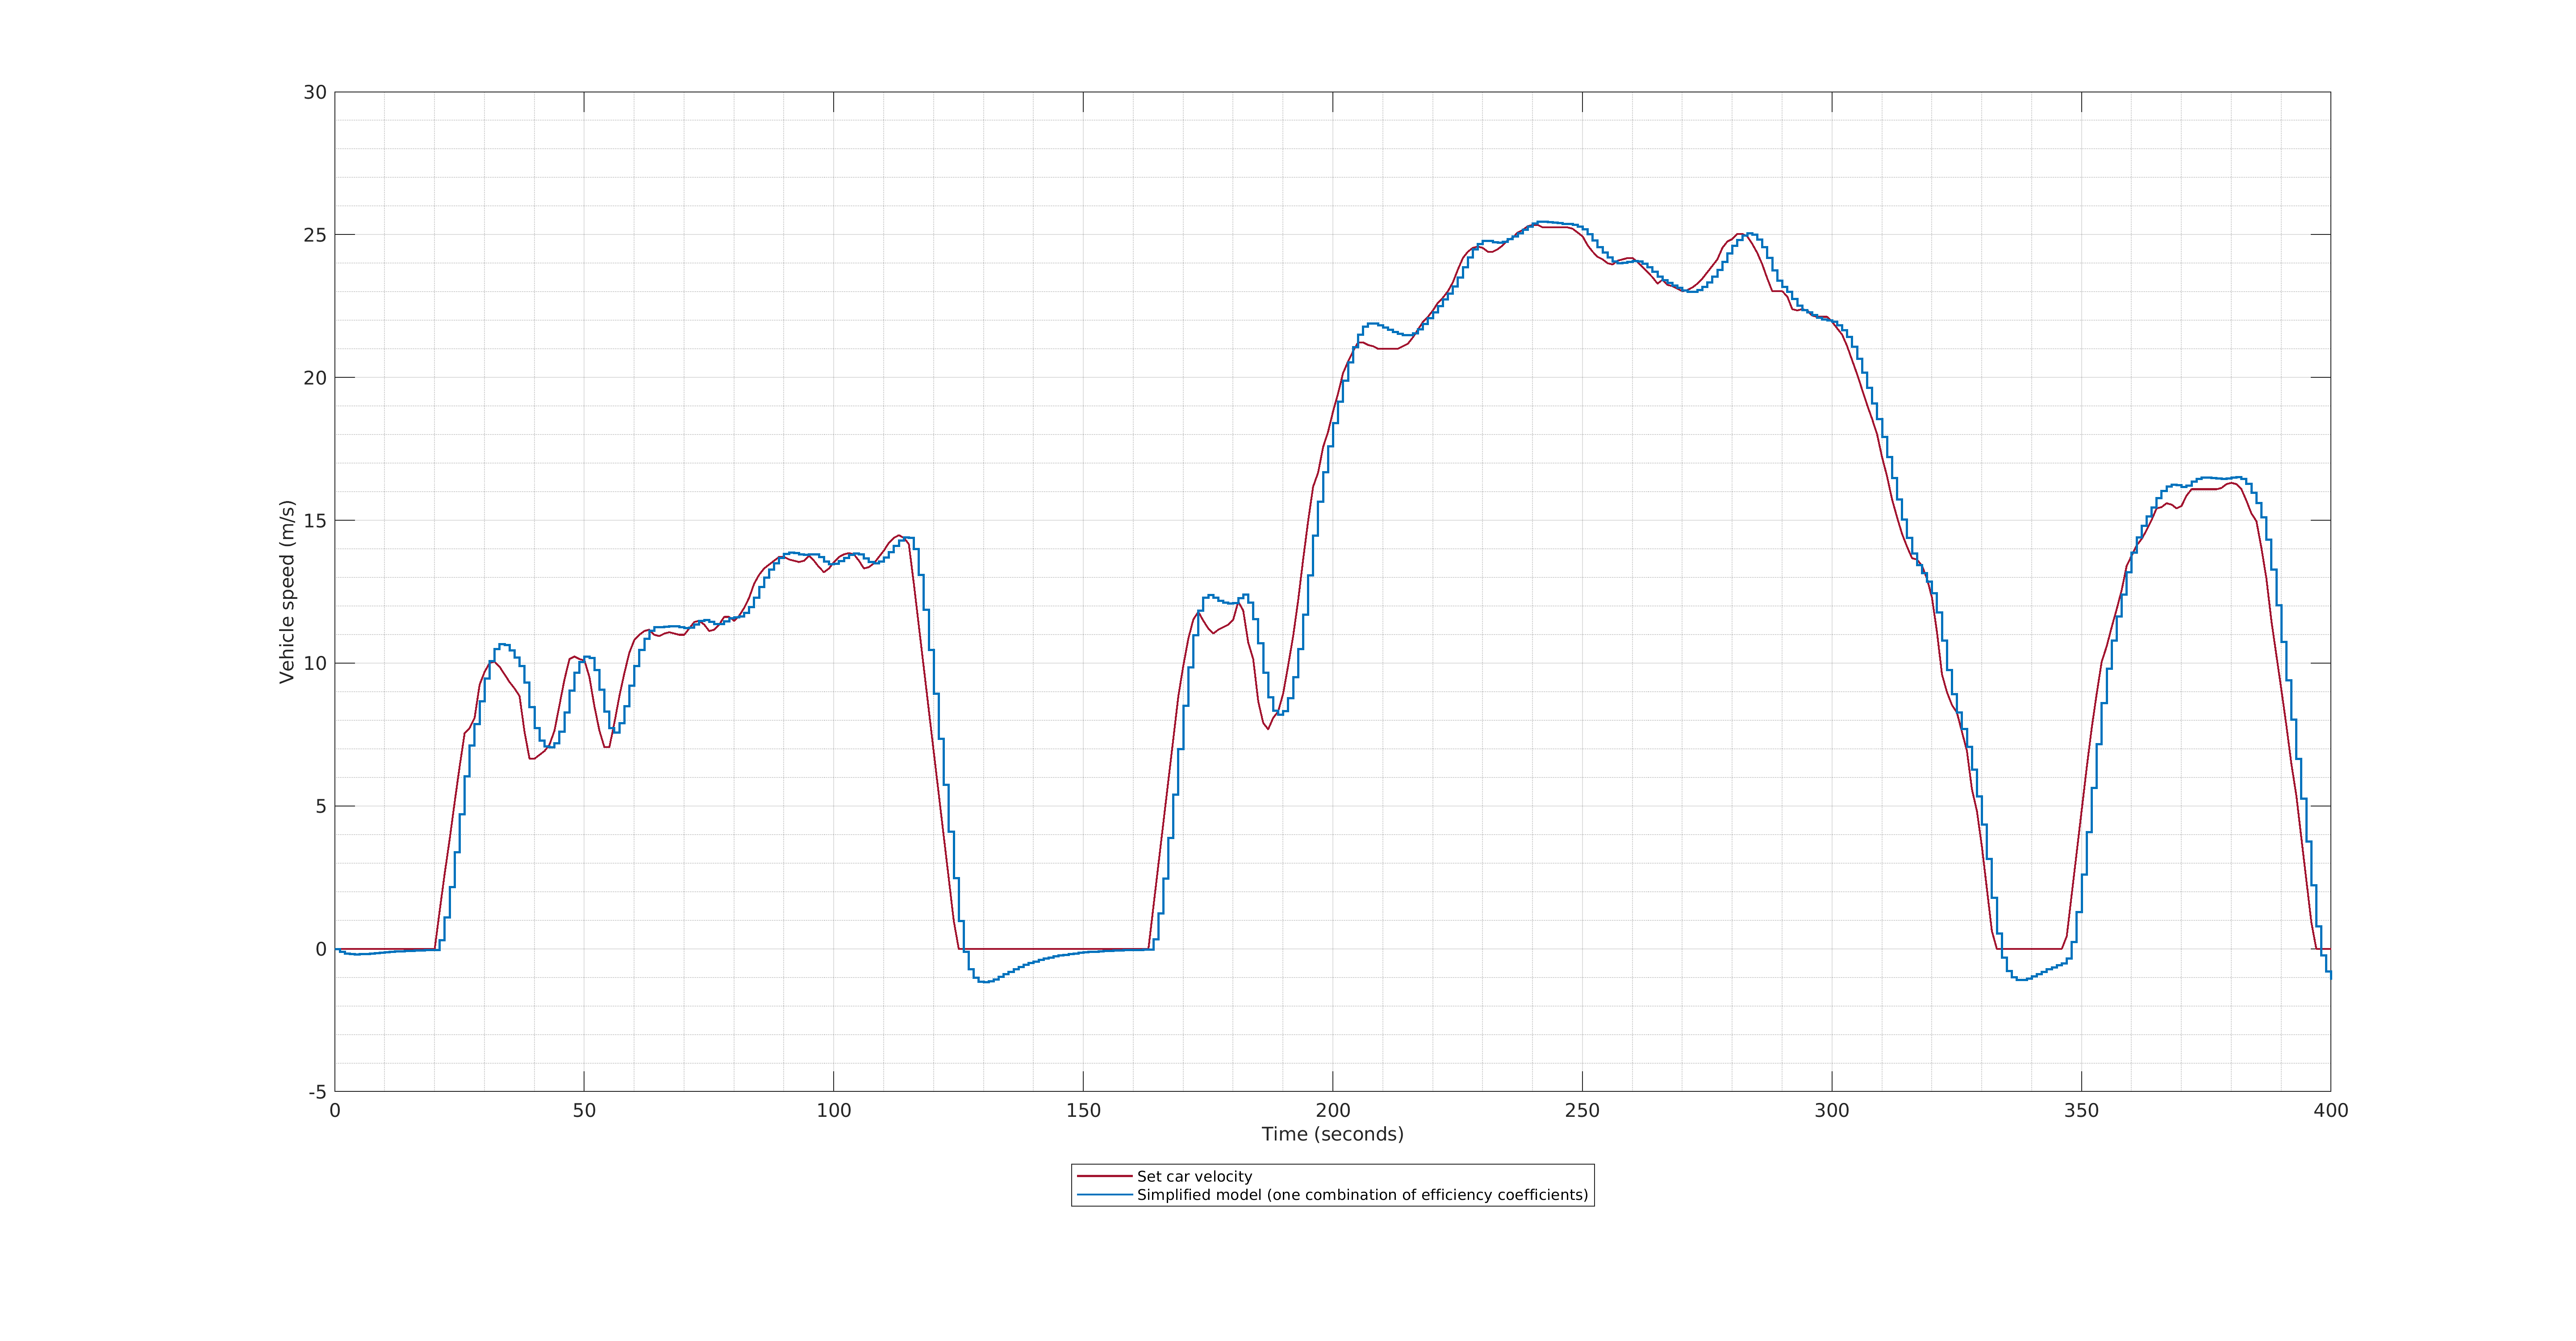 30
25
20
15
10
5
0
-5
Vehicle speed (m/s)
0 50 100 150 200 250 300 350 400
Time (seconds)
Set car velocity
Simplified model (one combination of efficiency coefficients)